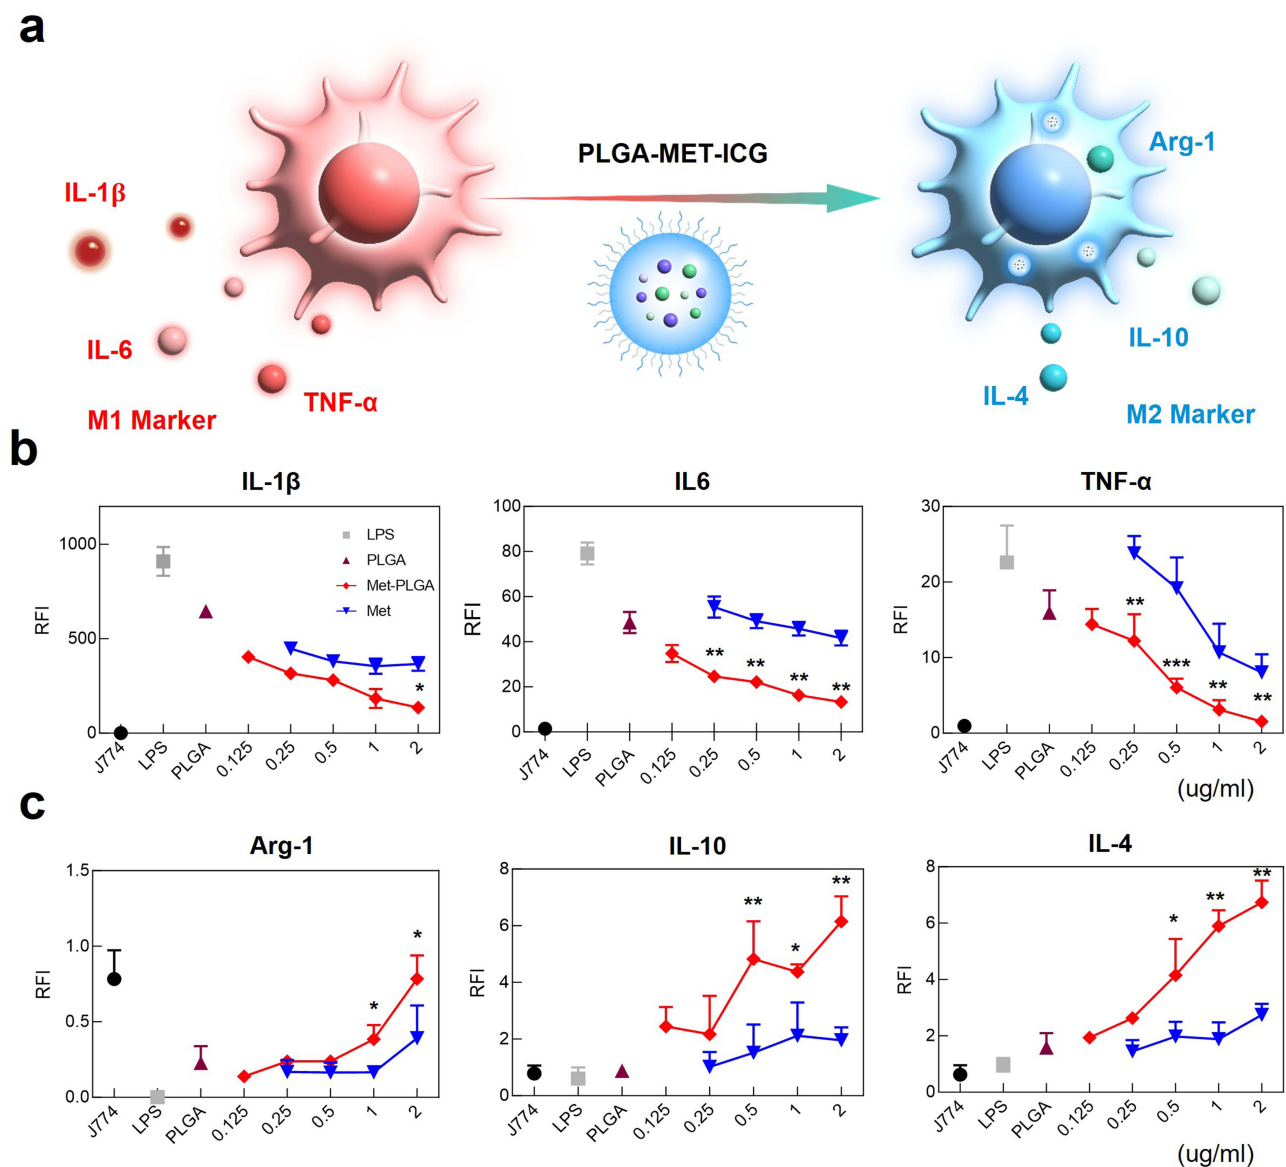 a
PLGA-MET-ICG
Arg-1
IL-1β
IL-6
IL-10
TNF-α
IL-4
M1 Marker
M2 Marker
b
IL-1β
IL6
TNF-α
RFI
1000
500
0
LPS
PLGA
Met-PLGA
Met
*
J774
LPS
PLGA
0.125
0.25
0.5
1
2
RFI
100
80
60
40
20
0
**
**
**
**
J774
LPS
PLGA
0.125
0.25
0.5
1
2
RFI
30
20
10
0
**
***
**
**
J774
LPS
PLGA
0.125
0.25
0.5
1
2
(ug/ml)
c
Arg-1
IL-10
IL-4
RFI
1.5
1.0
0.5
0.0
*
*
J774
LPS
PLGA
0.125
0.25
0.5
1
2
RFI
8
6
4
2
0
**
*
**
J774
LPS
PLGA
0.125
0.25
0.5
1
2
RFI
8
6
4
2
0
*
**
**
J774
LPS
PLGA
0.125
0.25
0.5
1
2
(ug/ml)